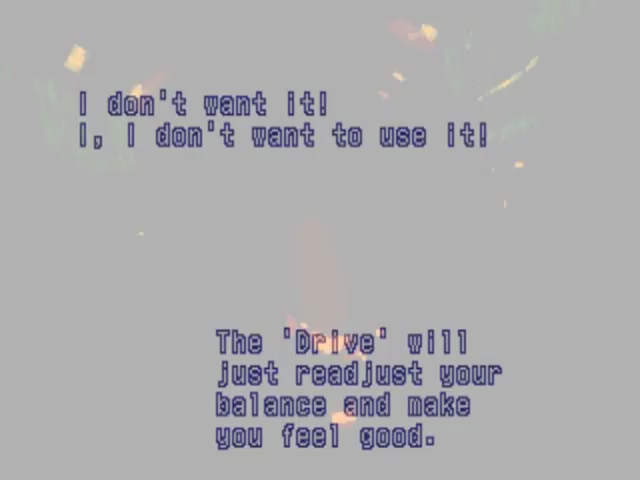 I don't want it!
I, I don't want to use it!
The 'Drive' will
just readjust your
balance and make
you feel good.